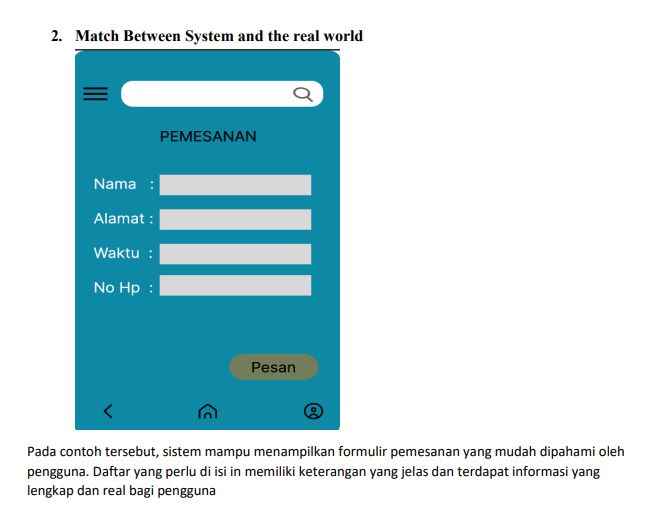 2. Match Between System and the real world
PEMESANAN
Nama :
Alamat :
Waktu :
No Hp :
Pesan
Pada contoh tersebut, sistem mampu menampilkan formulir pemesanan yang mudah dipahami oleh
pengguna. Daftar yang perlu di isi in memiliki keterangan yang jelas dan terdapat informasi yang
lengkap dan real bagi pengguna